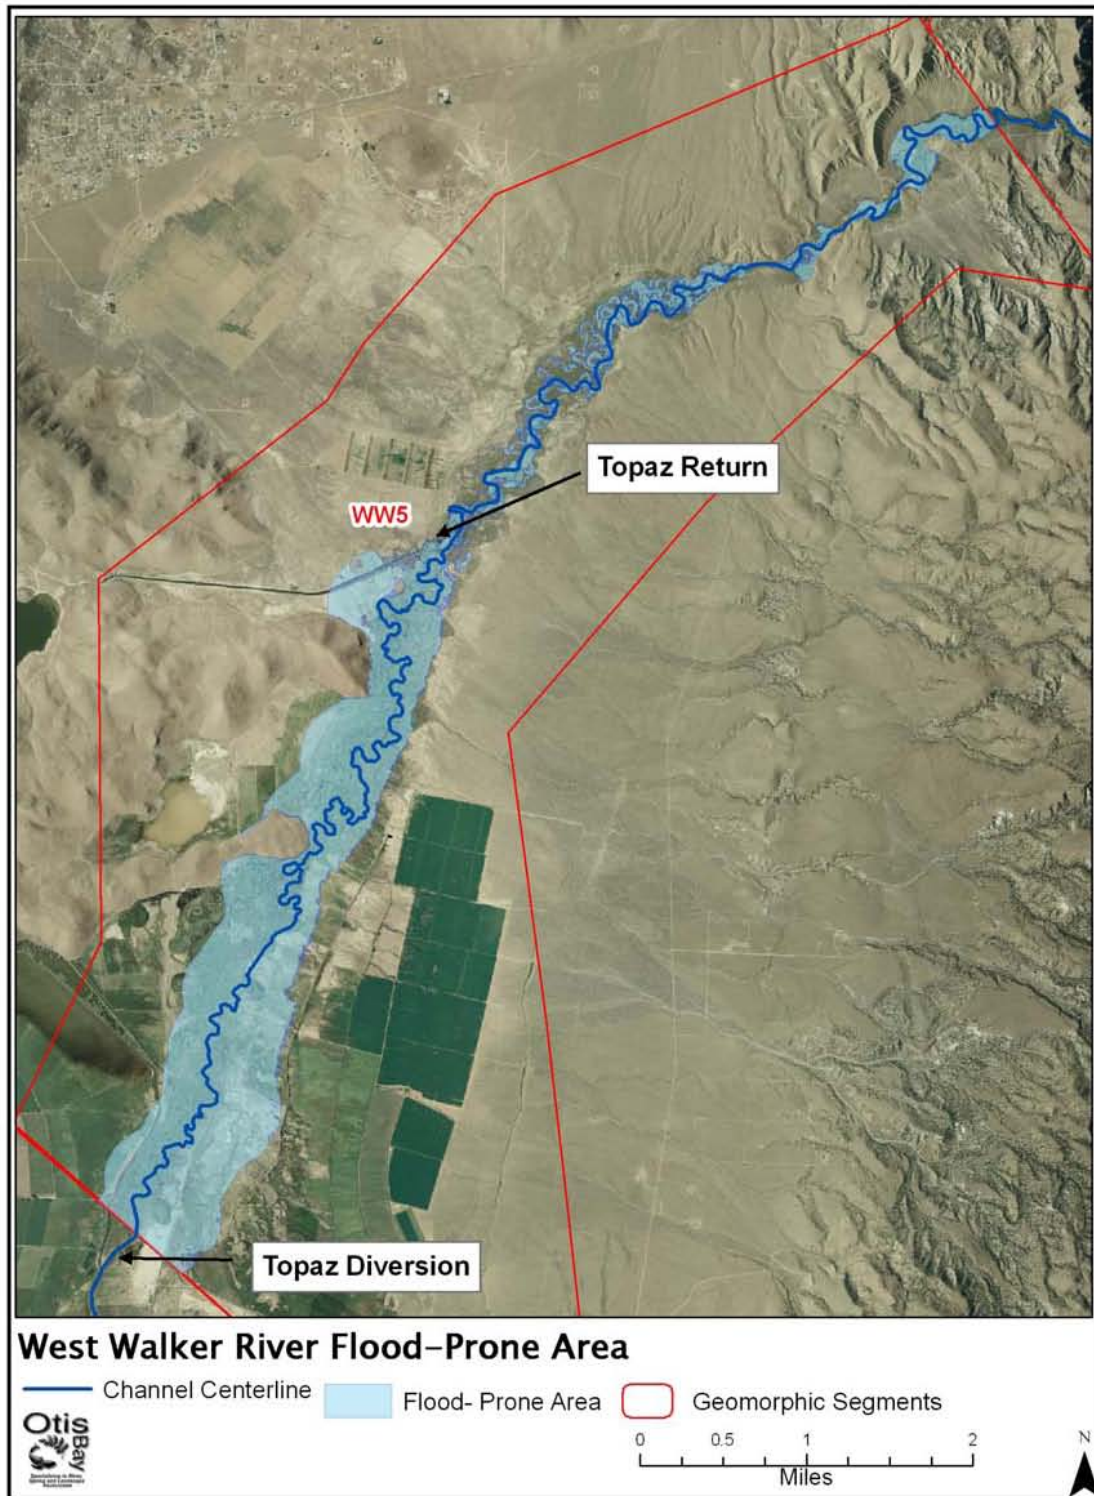 Topaz Return
WW5
Topaz Diversion
West Walker River Flood-Prone Area
Channel Centerline
Flood- Prone Area
Geomorphic Segments
Otis
Bay
0 0.5 1 2
Miles
N